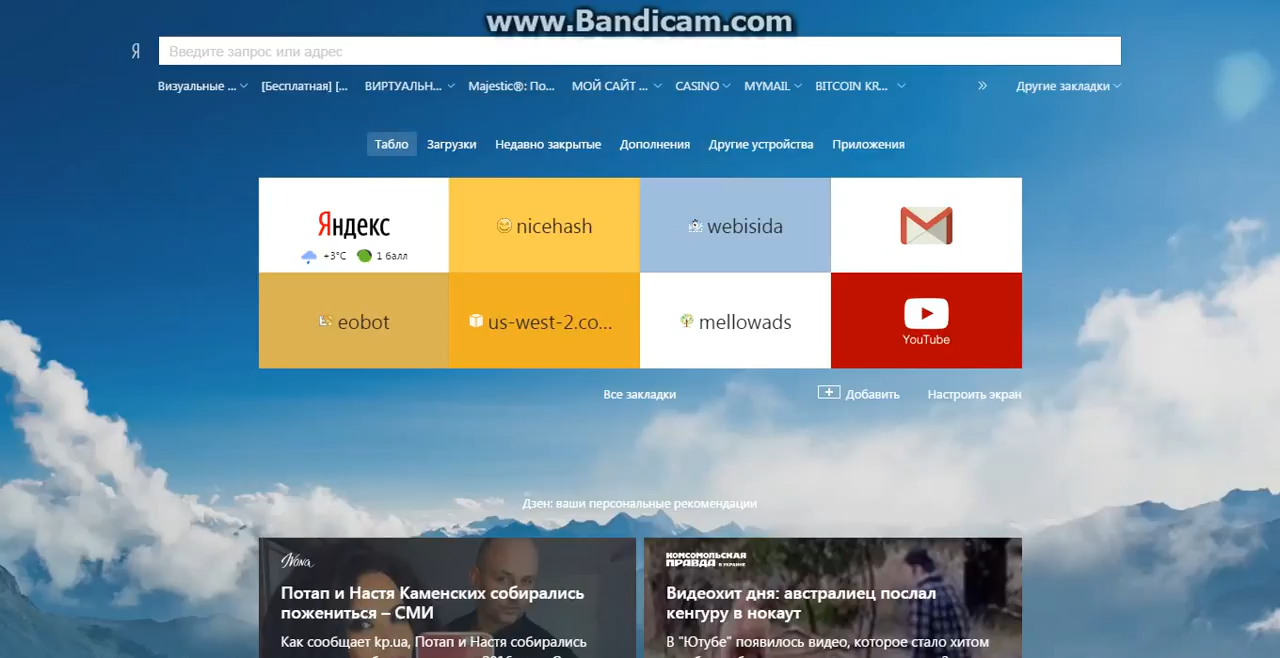 www.Bandicam.com
Я Введите запрос или адрес
Визуальные ... [Бесплатная] [... ВИРТУАЛЬН... Majestic®: По... МОЙ САЙТ ... CASINO MYMAIL BITCOIN KR... » Другие закладки
Табло Загрузки Недавно закрытые Дополнения Другие устройства Приложения
Яндекс nicehash webisida
+3°C 1 балл
eobot us-west-2.co... mellowads YouTube
Все закладки Добавить Настроить экран
Дзен: ваши персональные рекомендации
Ivona
Потап и Настя Каменских собирались
пожениться – СМИ
Как сообщает kp.ua, Потап и Настя собирались
КОМСОМОЛЬСКАЯ
ПРАВДА В УКРАИНЕ
Видеохит дня: австралиец послал
кенгуру в нокаут
В "Ютубе" появилось видео, которое стало хитом